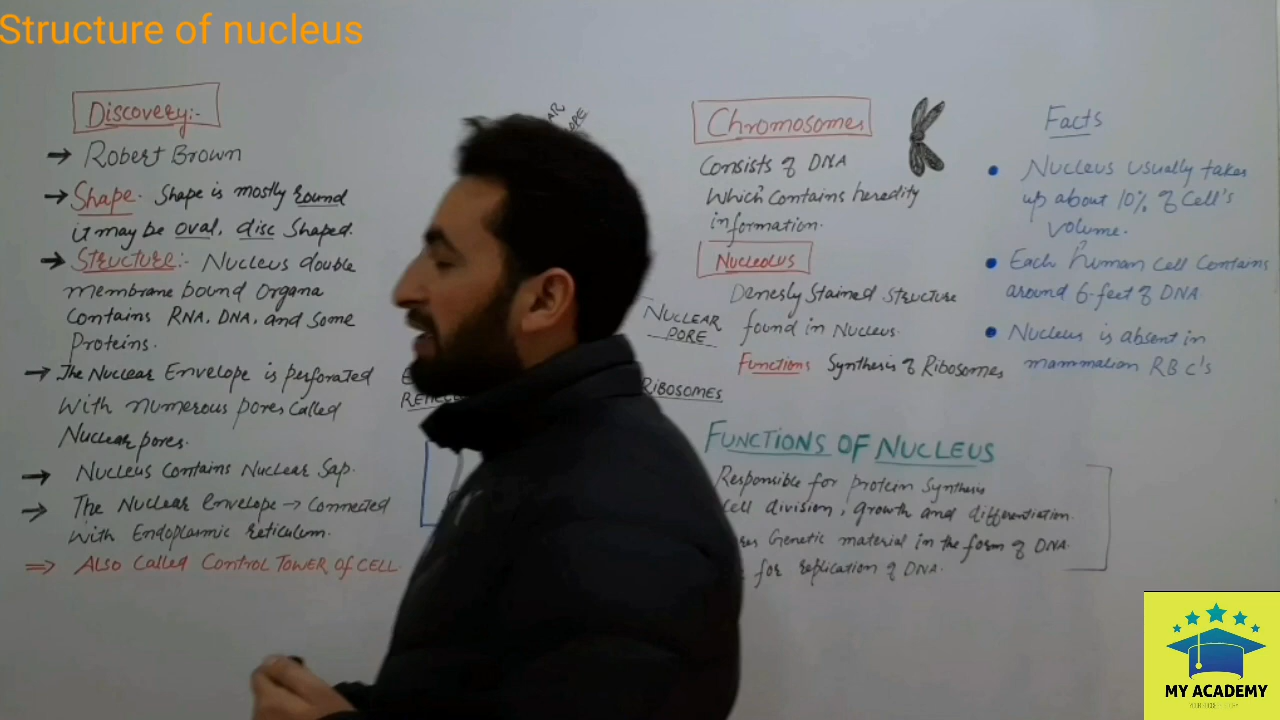 Structure of nucleus
Discovery:-
→ Robert Brown
→ Shape. Shape is mostly round
it may be oval, disc Shaped.
→ Structure:- Nucleus double
membrane bound Organa
Contains RNA, DNA, and Some
Proteins.
→ The Nuclear Envelope is perforated
With numerous pores called
Nuclear pores.
→ Nucleus Contains Nuclear Sap.
→ The Nuclear Envelope → Connected
with Endoplasmic reticulum.
⇒ Also Called Control Tower of Cell.
NUCLEAR
PORE
RIBOSOMES
Chromosomes
Consists of DNA
Which Contains heredity
information.
Nucleolus
Denesly Stained Structure
found in Nucleus.
Functions Synthesis of Ribosomes
FUNCTIONS OF NUCLEUS
Responsible for protein Synthesis
Cell division, growth and differentiation.
Genetic material in the form of DNA.
for replication of DNA.
Facts
• Nucleus usually takes
up about 10% of Cell's
volume.
• Each human cell Contains
around 6-feet of DNA
• Nucleus is absent in
mammalian RBC's
MY ACADEMY